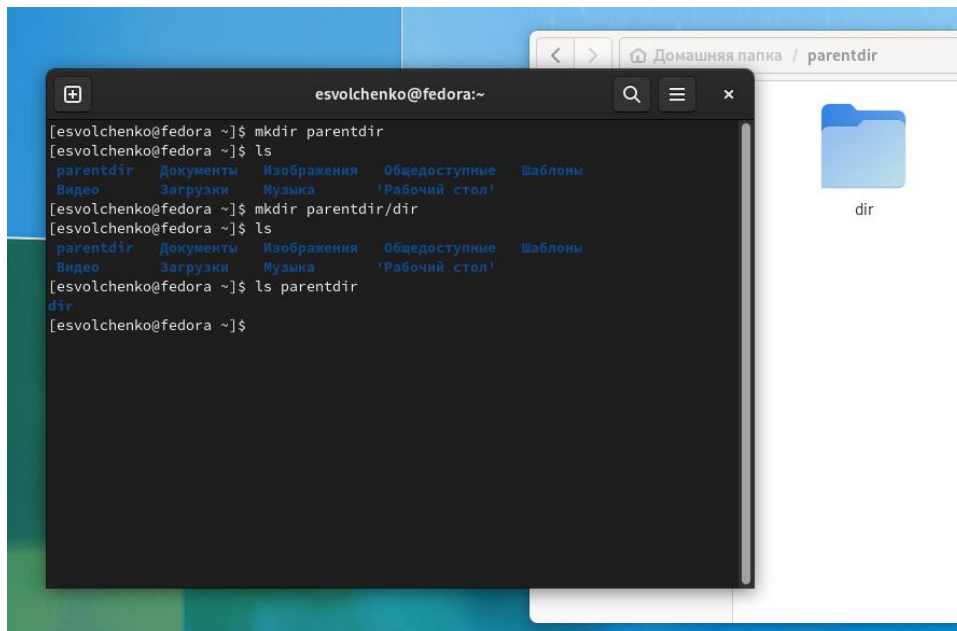 Домашняя папка / parentdir
esvolchenko@fedora:~
[esvolchenko@fedora ~]$ mkdir parentdir
[esvolchenko@fedora ~]$ ls
parentdir Документы Изображения Общедоступные Шаблоны
Видео Загрузки Музыка 'Рабочий стол'
[esvolchenko@fedora ~]$ mkdir parentdir/dir
[esvolchenko@fedora ~]$ ls
parentdir Документы Изображения Общедоступные Шаблоны
Видео Загрузки Музыка 'Рабочий стол'
[esvolchenko@fedora ~]$ ls parentdir
dir
[esvolchenko@fedora ~]$
dir